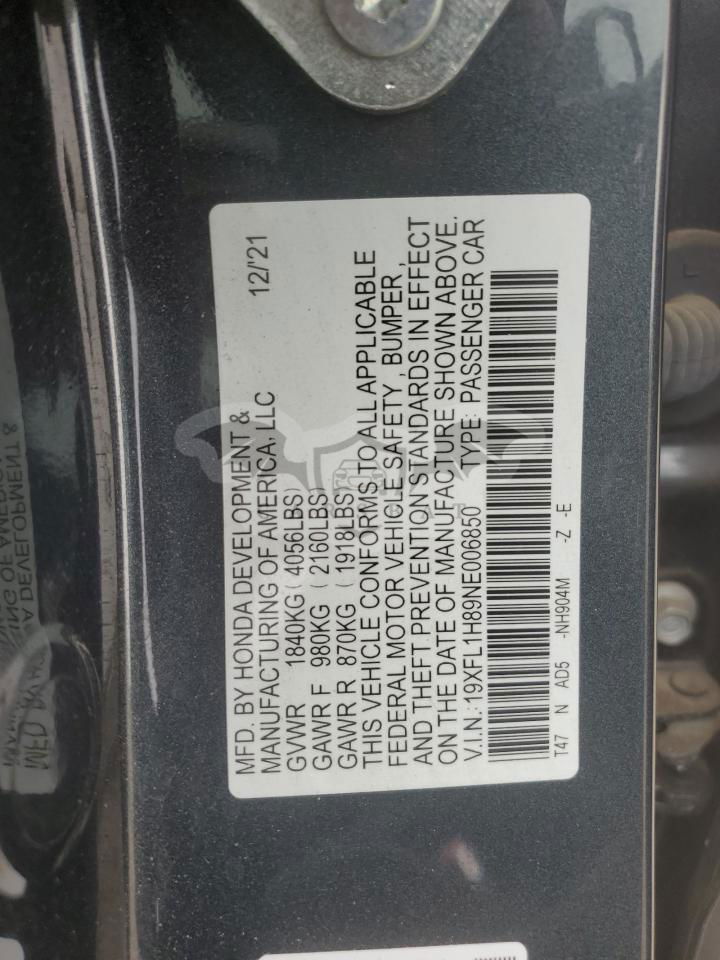 MFD. BY HONDA DEVELOPMENT & 12/'21
MANUFACTURING OF AMERICA, LLC
GVWR 1840KG (4056LBS)
GAWR F 980KG (2160LBS)
GAWR R 870KG (1918LBS)
THIS VEHICLE CONFORMS TO ALL APPLICABLE
FEDERAL MOTOR VEHICLE SAFETY, BUMPER,
AND THEFT PREVENTION STANDARDS IN EFFECT
ON THE DATE OF MANUFACTURE SHOWN ABOVE.
V.I.N.:19XFL1H89NE006850 TYPE: PASSENGER CAR
T47 N AD5 -NH904M -Z -E